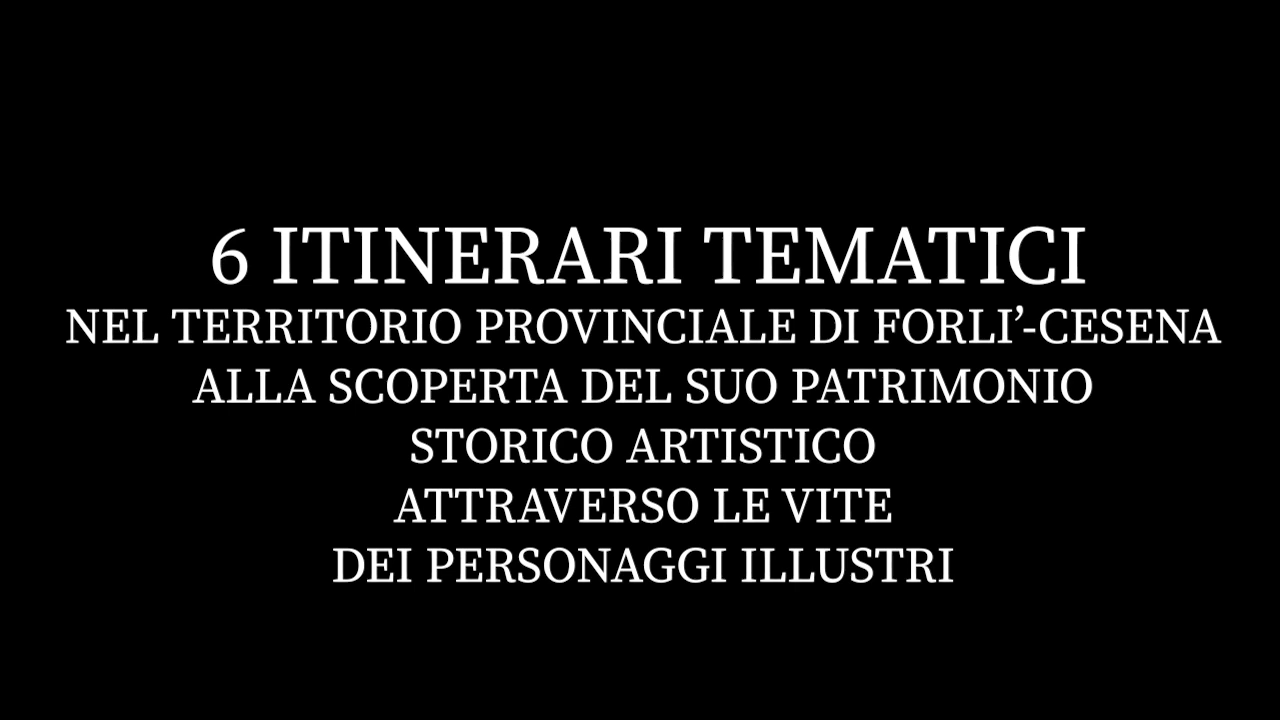 6 ITINERARI TEMATICI
NEL TERRITORIO PROVINCIALE DI FORLI’-CESENA
ALLA SCOPERTA DEL SUO PATRIMONIO
STORICO ARTISTICO
ATTRAVERSO LE VITE
DEI PERSONAGGI ILLUSTRI